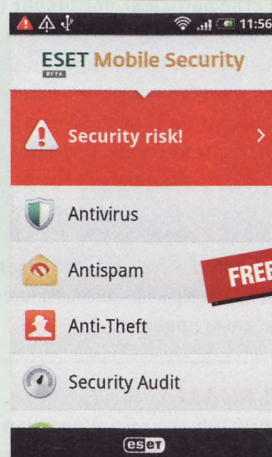 11:56
ESET Mobile Security
BETA
Security risk!
Antivirus
Antispam
FREE
Anti-Theft
Security Audit
eseT